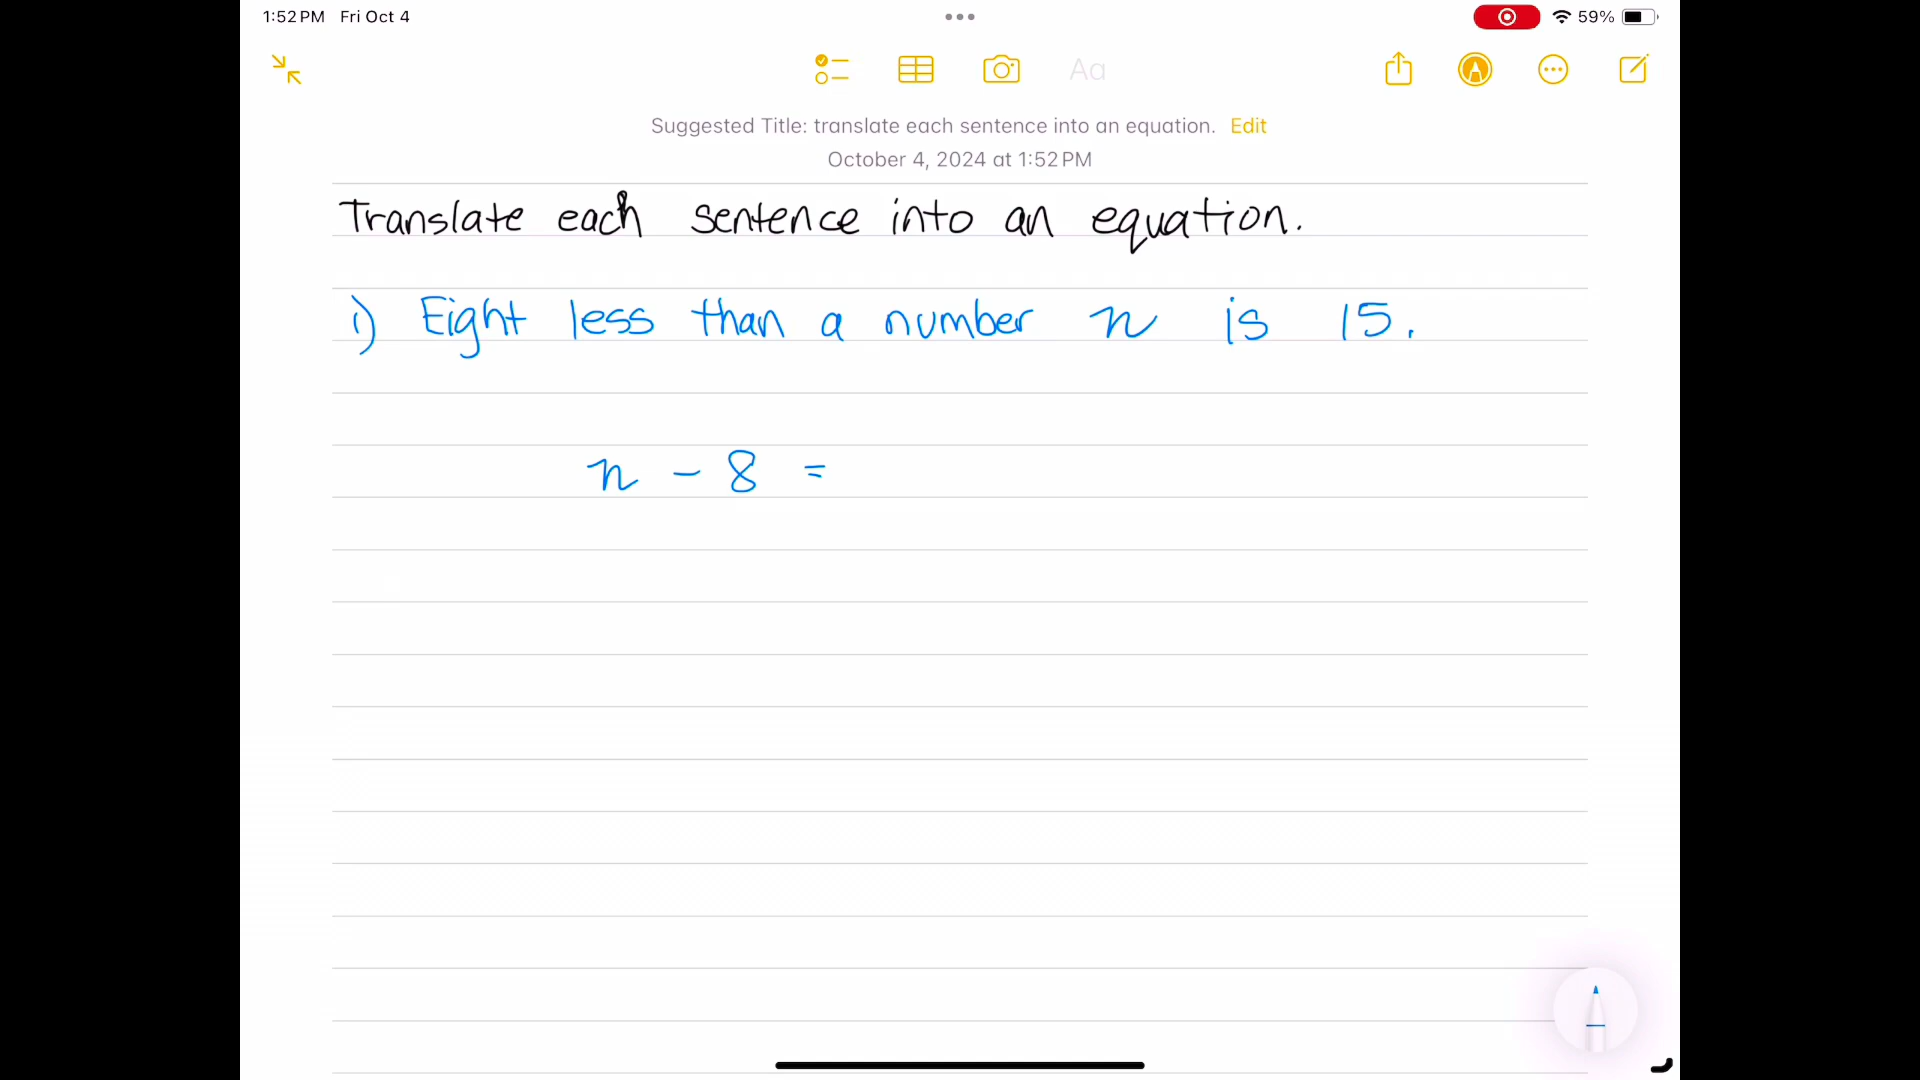 1:52 PM Fri Oct 4
59%
Aa
Suggested Title: translate each sentence into an equation. Edit
October 4, 2024 at 1:52 PM
Translate each sentence into an equation.
1) Eight less than a number n is 15.
n - 8 =